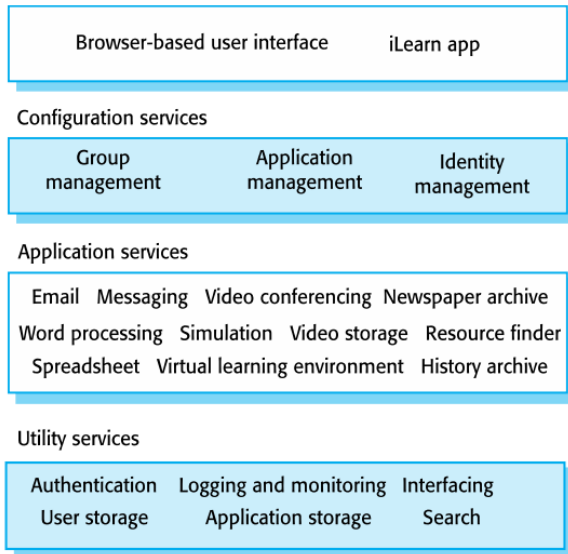 Browser-based user interface iLearn app
Configuration services
Group Application Identity
management management management
Application services
Email Messaging Video conferencing Newspaper archive
Word processing Simulation Video storage Resource finder
Spreadsheet Virtual learning environment History archive
Utility services
Authentication Logging and monitoring Interfacing
User storage Application storage Search